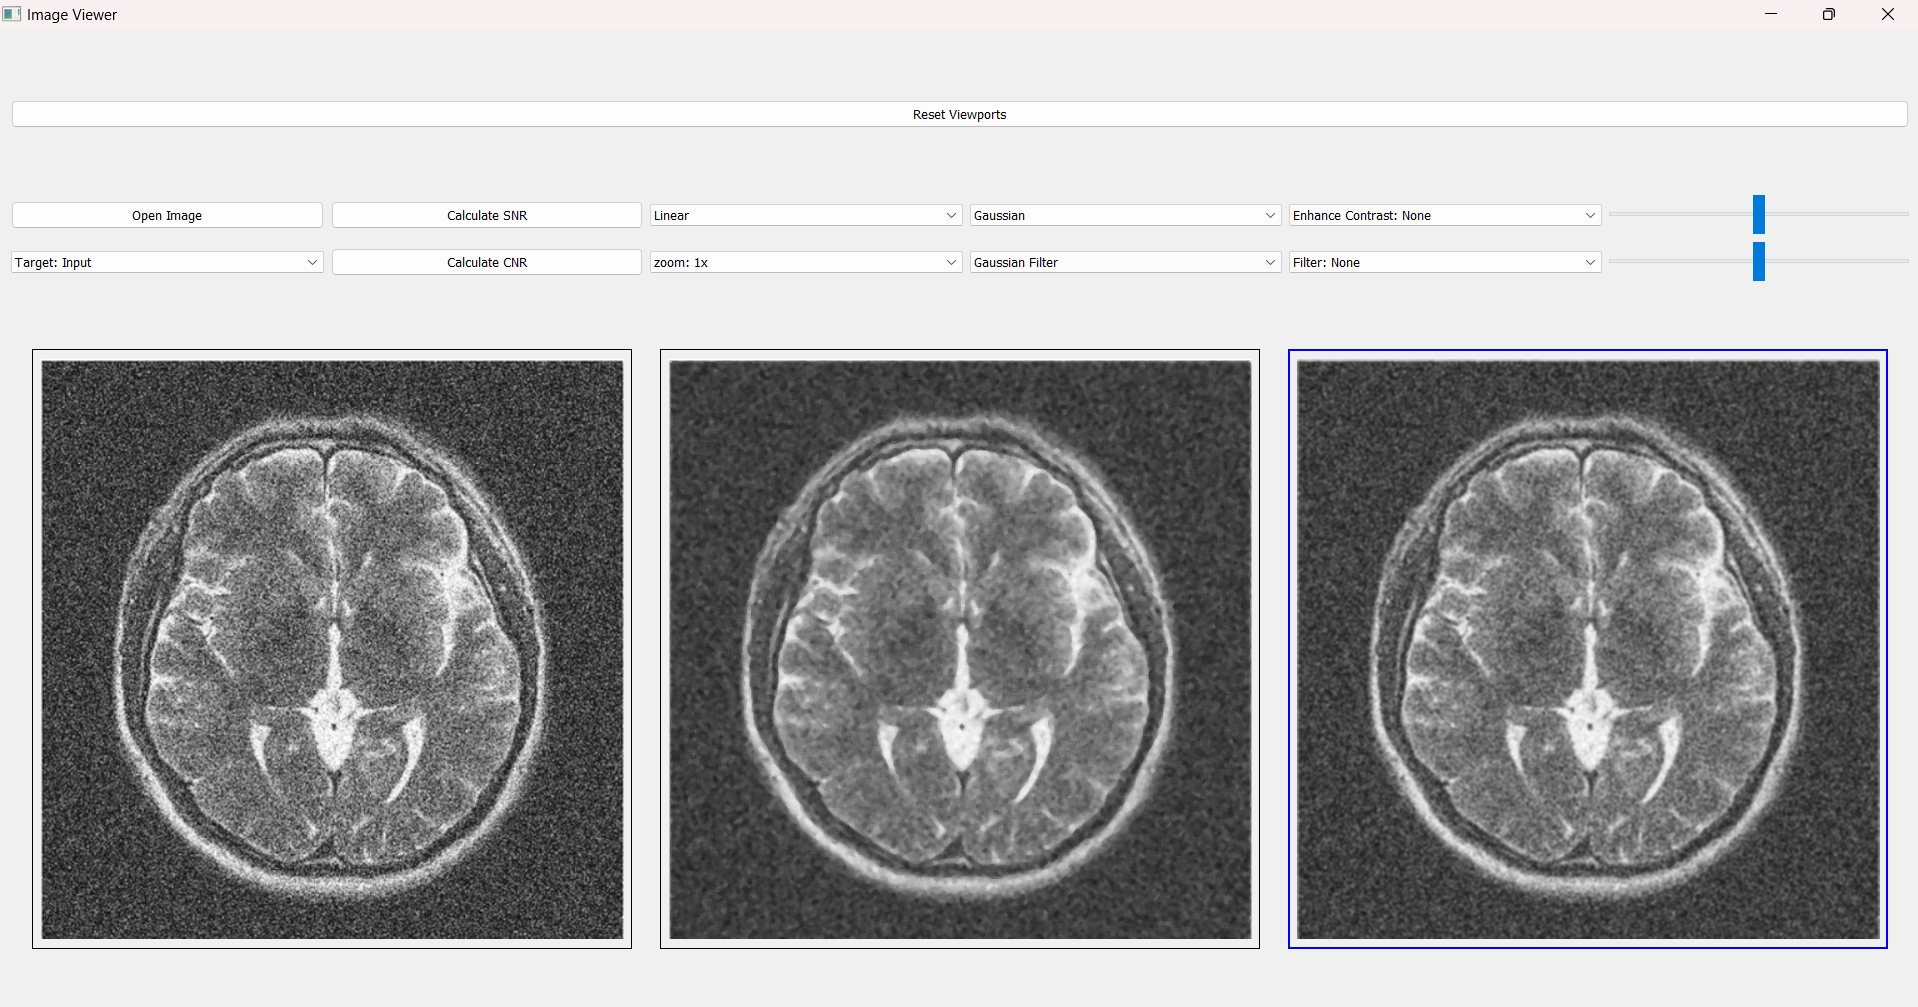 Image Viewer
Reset Viewports
Open Image
Calculate SNR
Linear
Gaussian
Enhance Contrast: None
Target: Input
Calculate CNR
zoom: 1x
Gaussian Filter
Filter: None